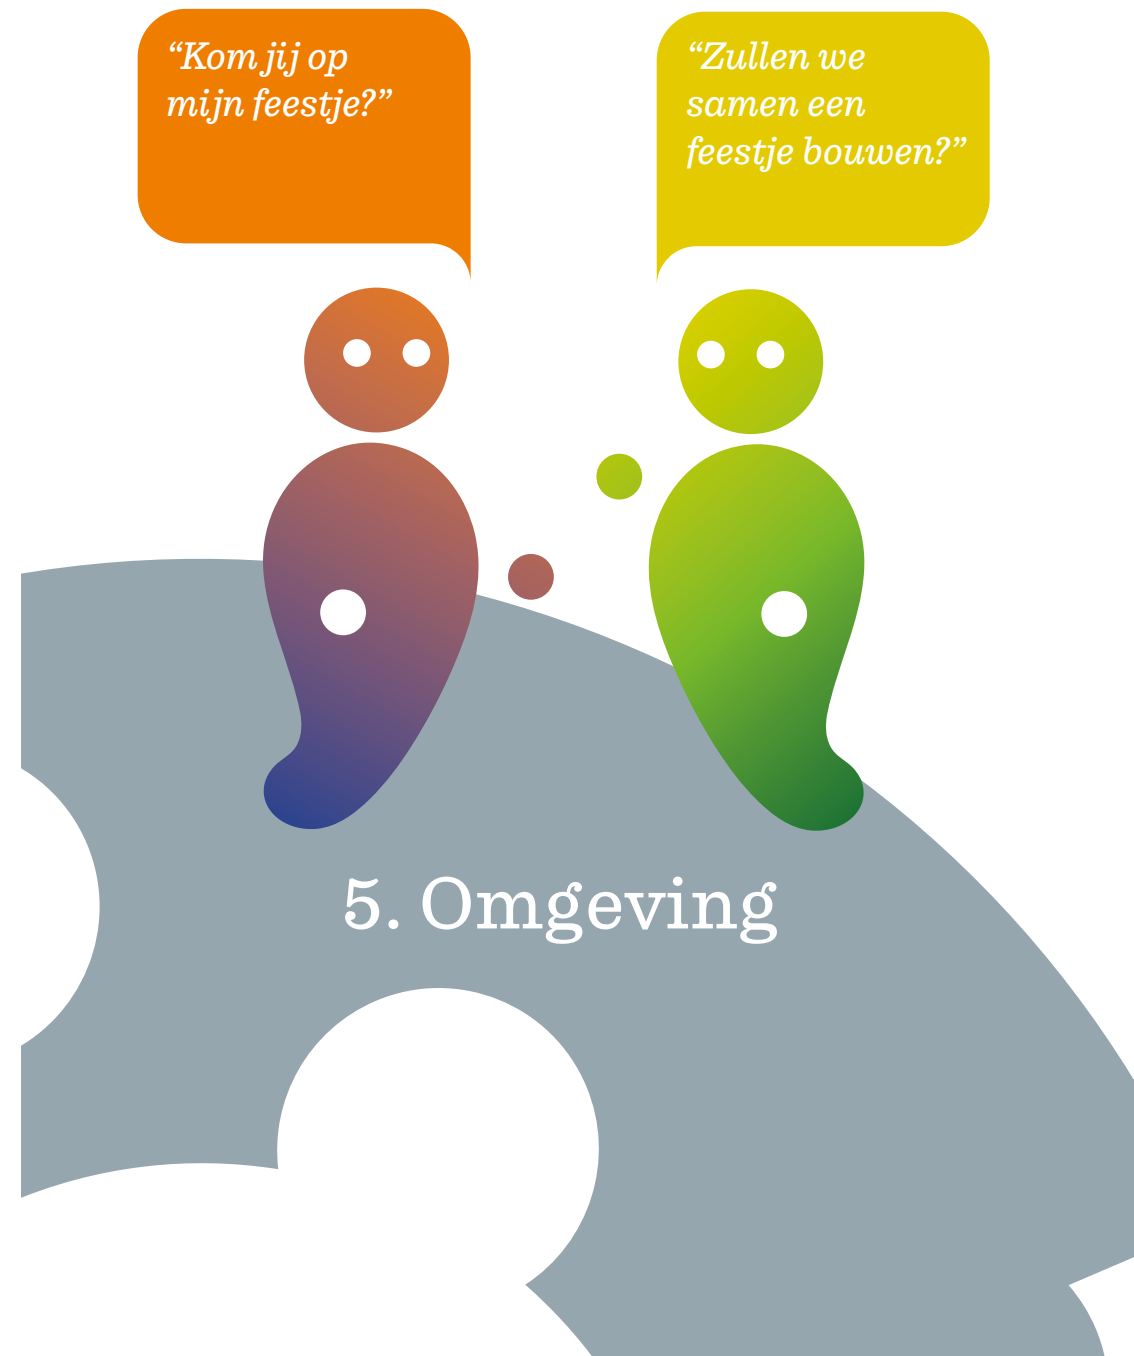 “Kom jij op
mijn feestje?”
“Zullen we
samen een
feestje bouwen?”
5. Omgeving